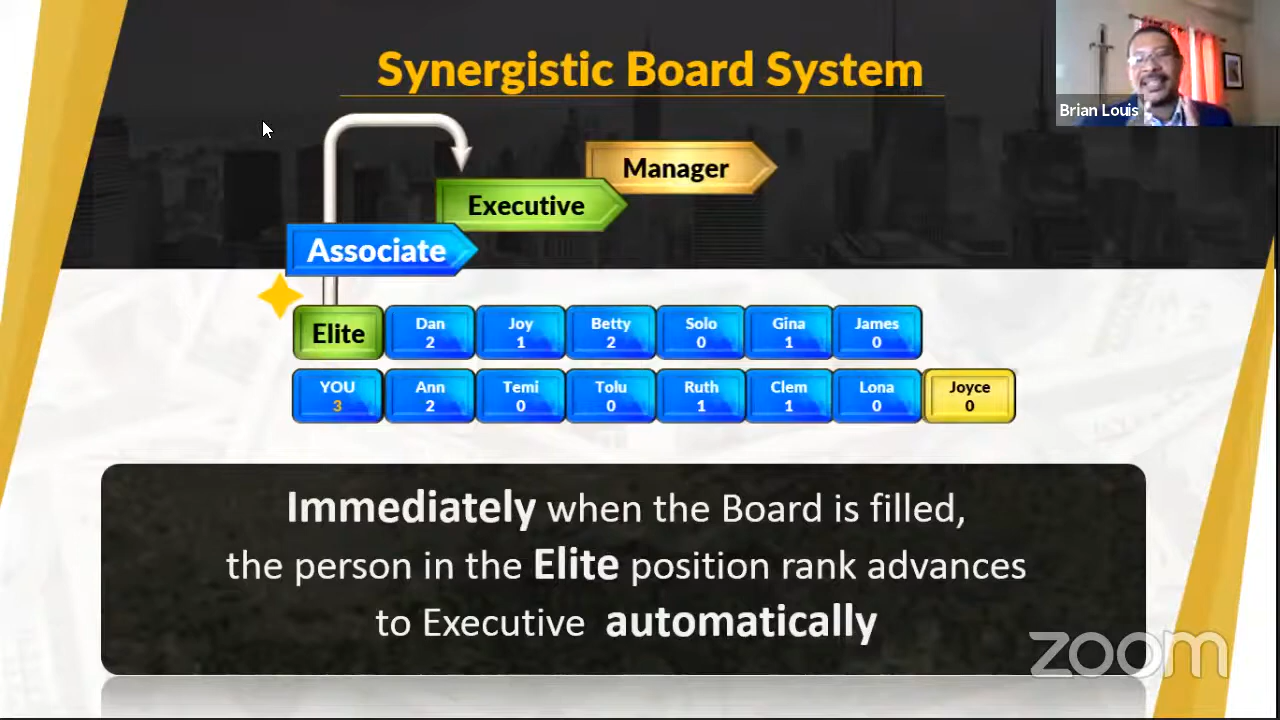 Synergistic Board System
Brian Louis
Manager
Executive
Associate
Elite
Dan
2
Joy
1
Betty
2
Solo
0
Gina
1
James
0
YOU
3
Ann
2
Temi
0
Tolu
0
Ruth
1
Clem
1
Lona
0
Joyce
0
Immediately when the Board is filled,
the person in the Elite position rank advances
to Executive automatically
zoom